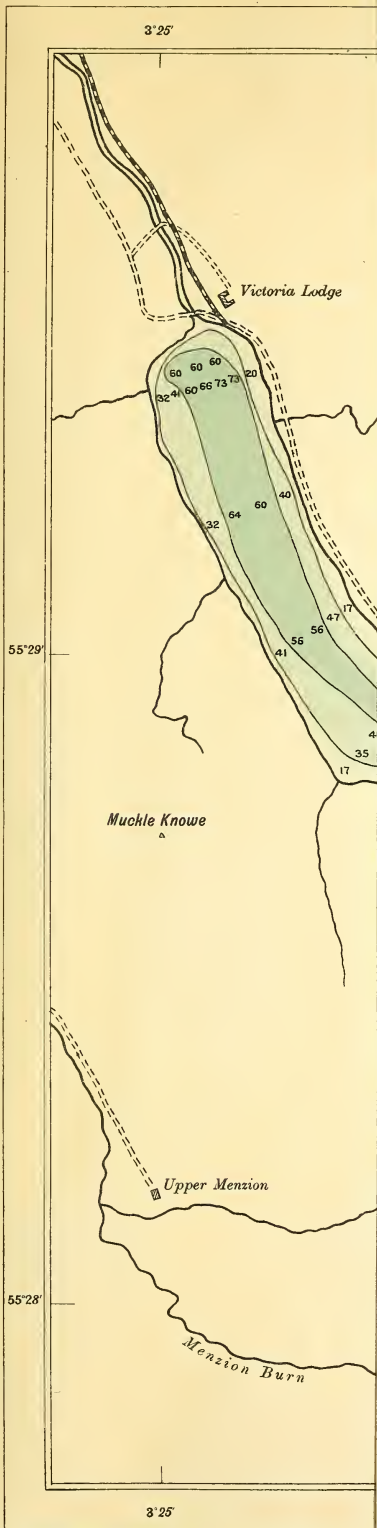 3°25′
Victoria Lodge
60 60 60
32 41 60 66 73 73 20
32 64 60 40
17
47
56 56
41
55°29′
35
17
Muckle Knowe
Upper Menzion
55°28′
Menzion Burn
3°25′